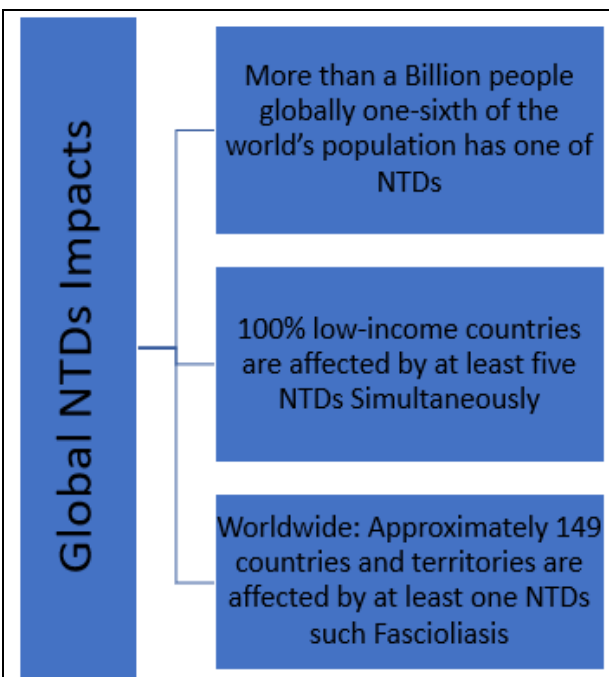 Global NTDs Impacts
More than a Billion people
globally one-sixth of the
world’s population has one of
NTDs
100% low-income countries
are affected by at least five
NTDs Simultaneously
Worldwide: Approximately 149
countries and territories are
affected by at least one NTDs
such Fascioliasis